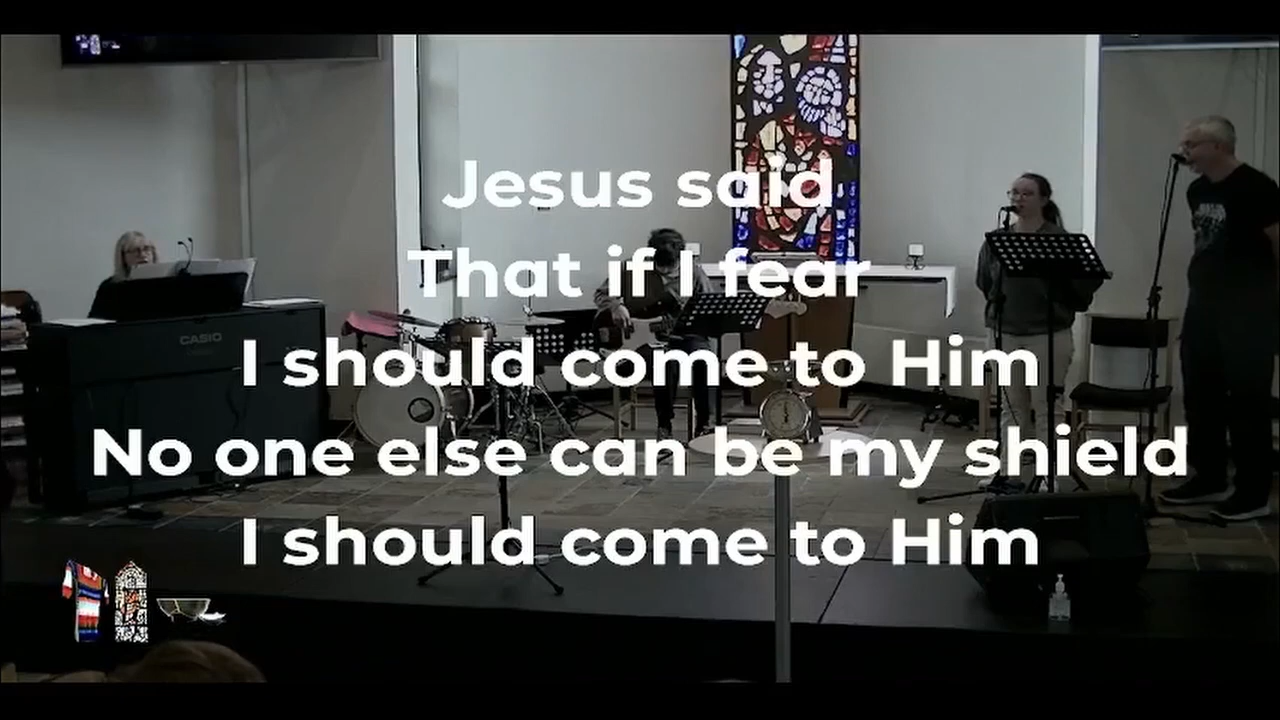 Jesus said
That if I fear
I should come to Him
No one else can be my shield
I should come to Him
CASIO